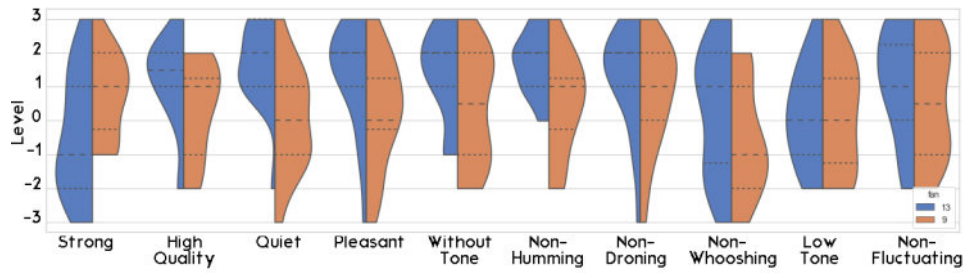 3
2
1
0
-1
-2
-3
Level
fan
13
9
Strong
High
Quality
Quiet
Pleasant
Without
Tone
Non-
Humming
Non-
Droning
Non-
Whooshing
Low
Tone
Non-
Fluctuating